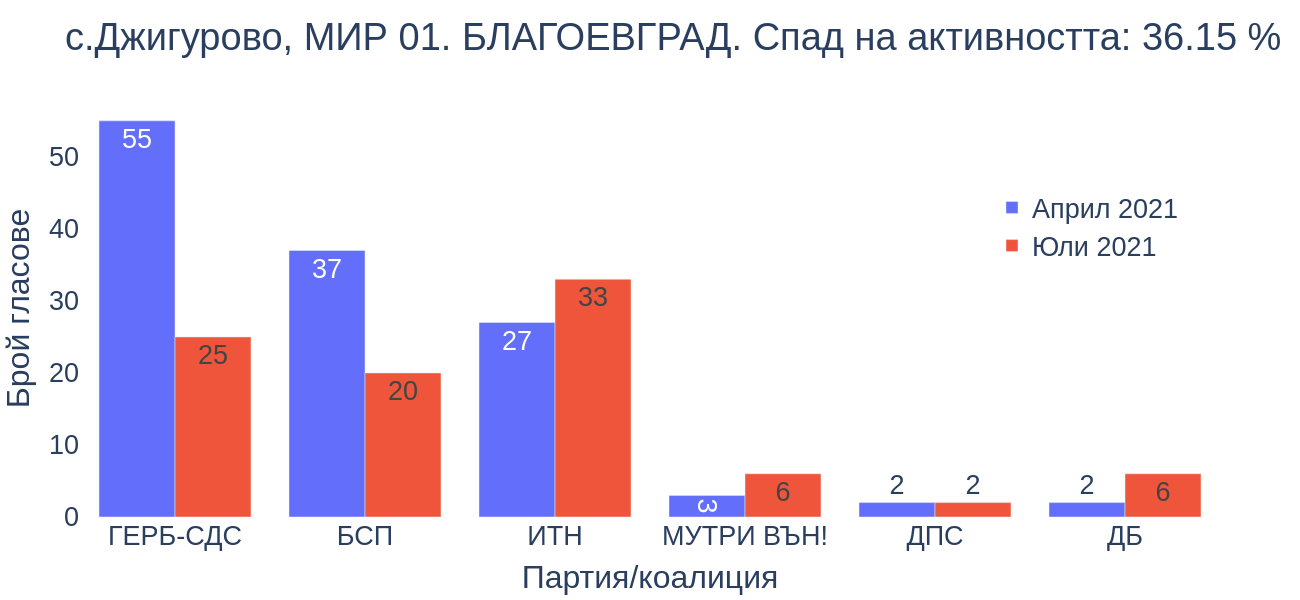 с.Джигурово, МИР 01. БЛАГОЕВГРАД. Спад на активността: 36.15 %
Брой гласове
50
40
30
20
10
0
55
25
37
20
27
33
3
6
2
2
2
6
Април 2021
Юли 2021
ГЕРБ-СДС
БСП
ИТН
МУТРИ ВЪН!
ДПС
ДБ
Партия/коалиция